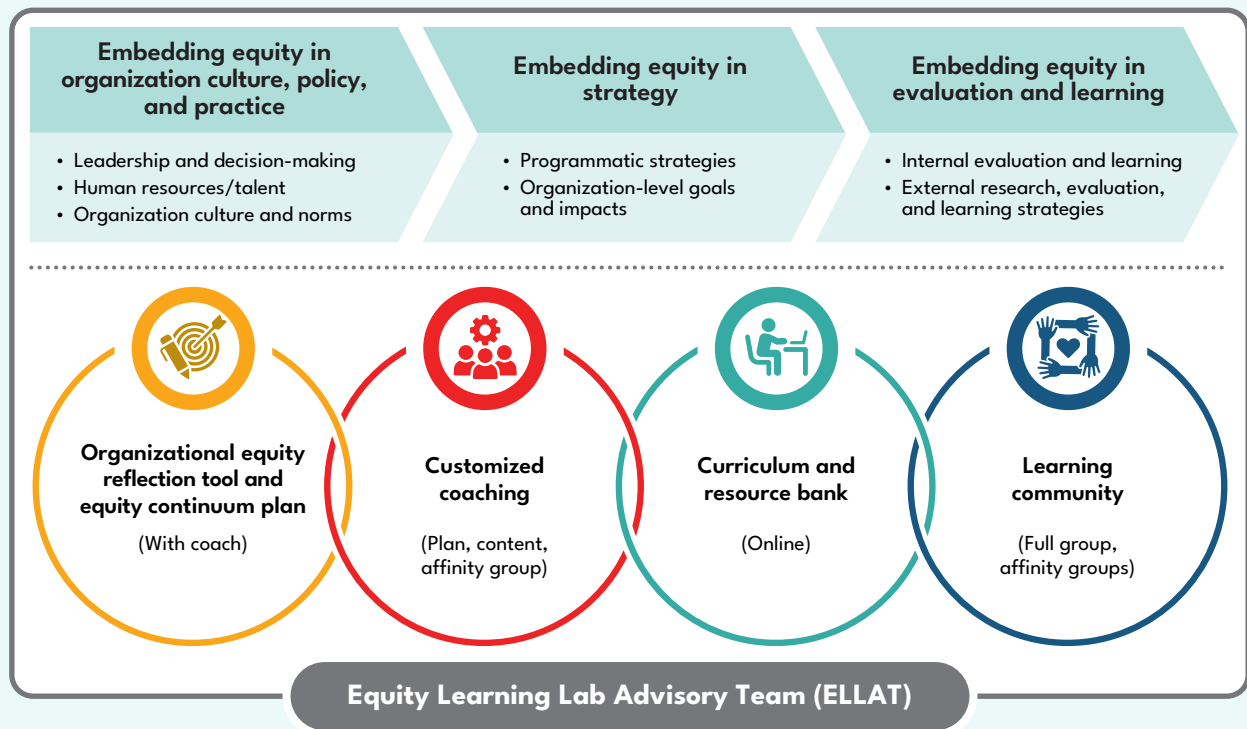 Embedding equity in
organization culture, policy,
and practice
• Leadership and decision-making
• Human resources/talent
• Organization culture and norms
Embedding equity in
strategy
• Programmatic strategies
• Organization-level goals
and impacts
Embedding equity in
evaluation and learning
• Internal evaluation and learning
• External research, evaluation,
and learning strategies
Organizational equity
reflection tool and
equity continuum plan
(With coach)
Customized
coaching
(Plan, content,
affinity group)
Curriculum and
resource bank
(Online)
Learning
community
(Full group,
affinity groups)
Equity Learning Lab Advisory Team (ELLAT)